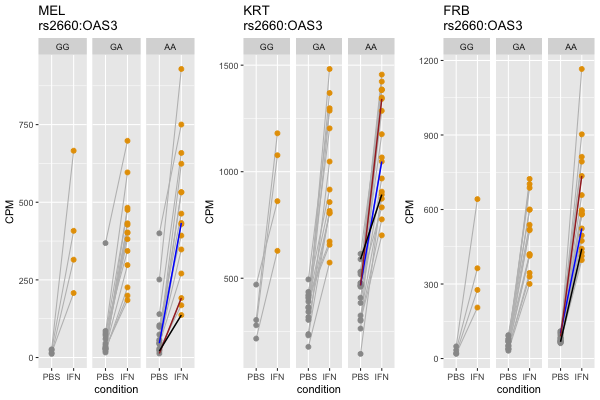 MEL
rs2660:OAS3
GG GA AA
CPM
750
500
250
0
PBS IFN PBS IFN PBS IFN
condition
KRT
rs2660:OAS3
GG GA AA
CPM
1500
1000
500
PBS IFN PBS IFN PBS IFN
condition
FRB
rs2660:OAS3
GG GA AA
CPM
1200
900
600
300
0
PBS IFN PBS IFN PBS IFN
condition